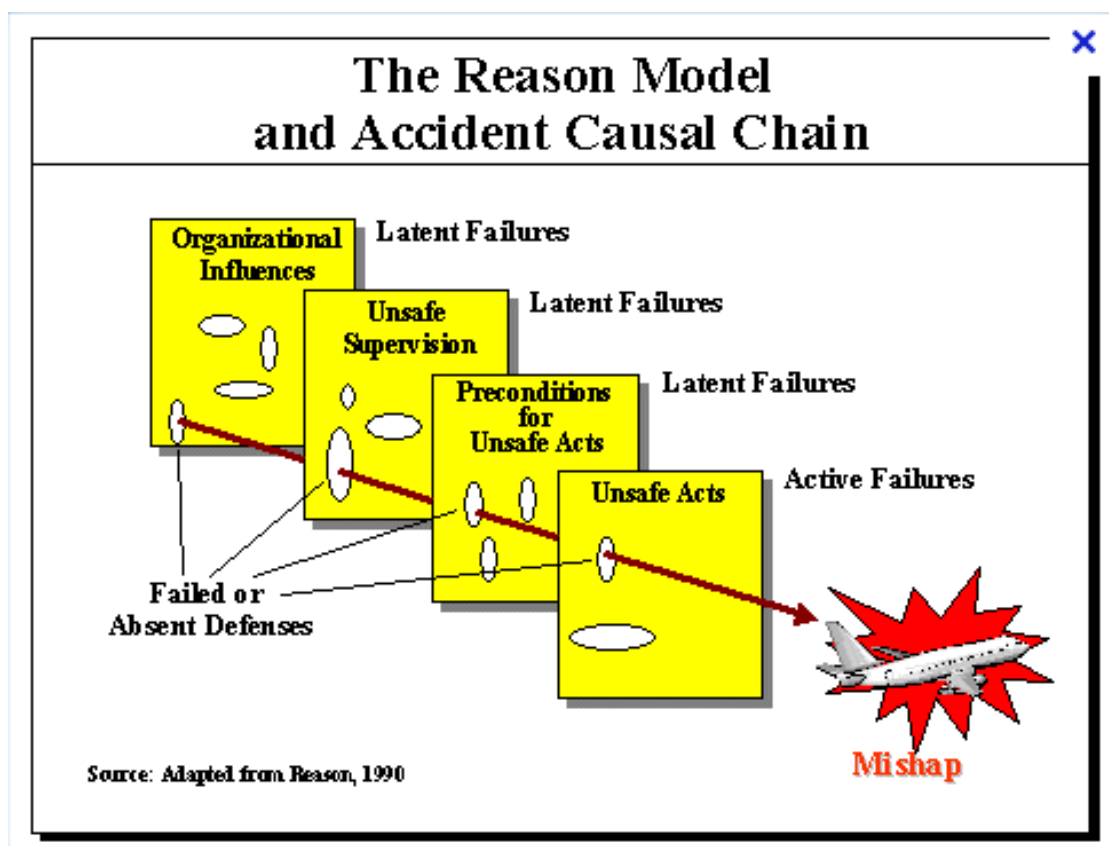 The Reason Model
and Accident Causal Chain
Organizational
Influences
Latent Failures
Unsafe
Supervision
Latent Failures
Preconditions
for
Unsafe Acts
Latent Failures
Unsafe Acts
Active Failures
Failed or
Absent Defenses
Mishap
Source: Adapted from Reason, 1990